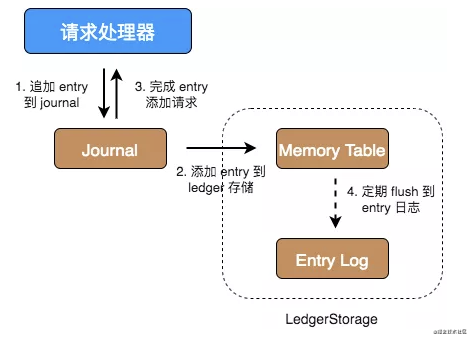 请求处理器
1. 追加 entry
到 journal
3. 完成 entry
添加请求
Journal
2. 添加 entry 到
ledger 存储
Memory Table
4. 定期 flush 到
entry 日志
Entry Log
LedgerStorage